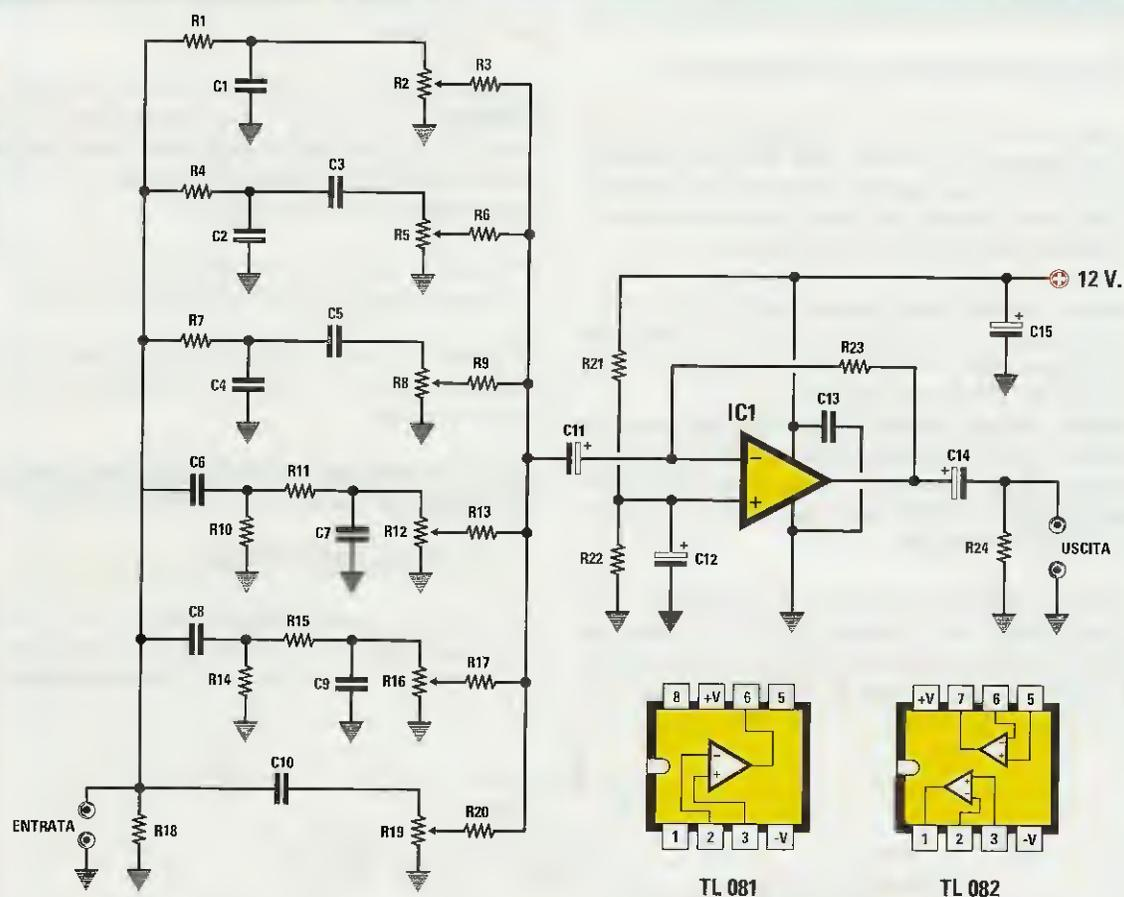 R1
C1
R2
R3
R4
C3
C2
R5
R6
R7
C5
C4
R8
R9
C6
R11
R10
C7
R12
R13
C8
R15
R14
C9
R16
R17
C10
ENTRATA
R18
R19
R20
12 V.
+
C15
R21
R23
IC1
C13
C11
+
−
+
+
C14
R22
+
C12
R24
USCITA
8 +V 6 5
−
+
1 2 3 -V
TL 081
+V 7 6 5
−
+
+
−
1 2 3 -V
TL 082